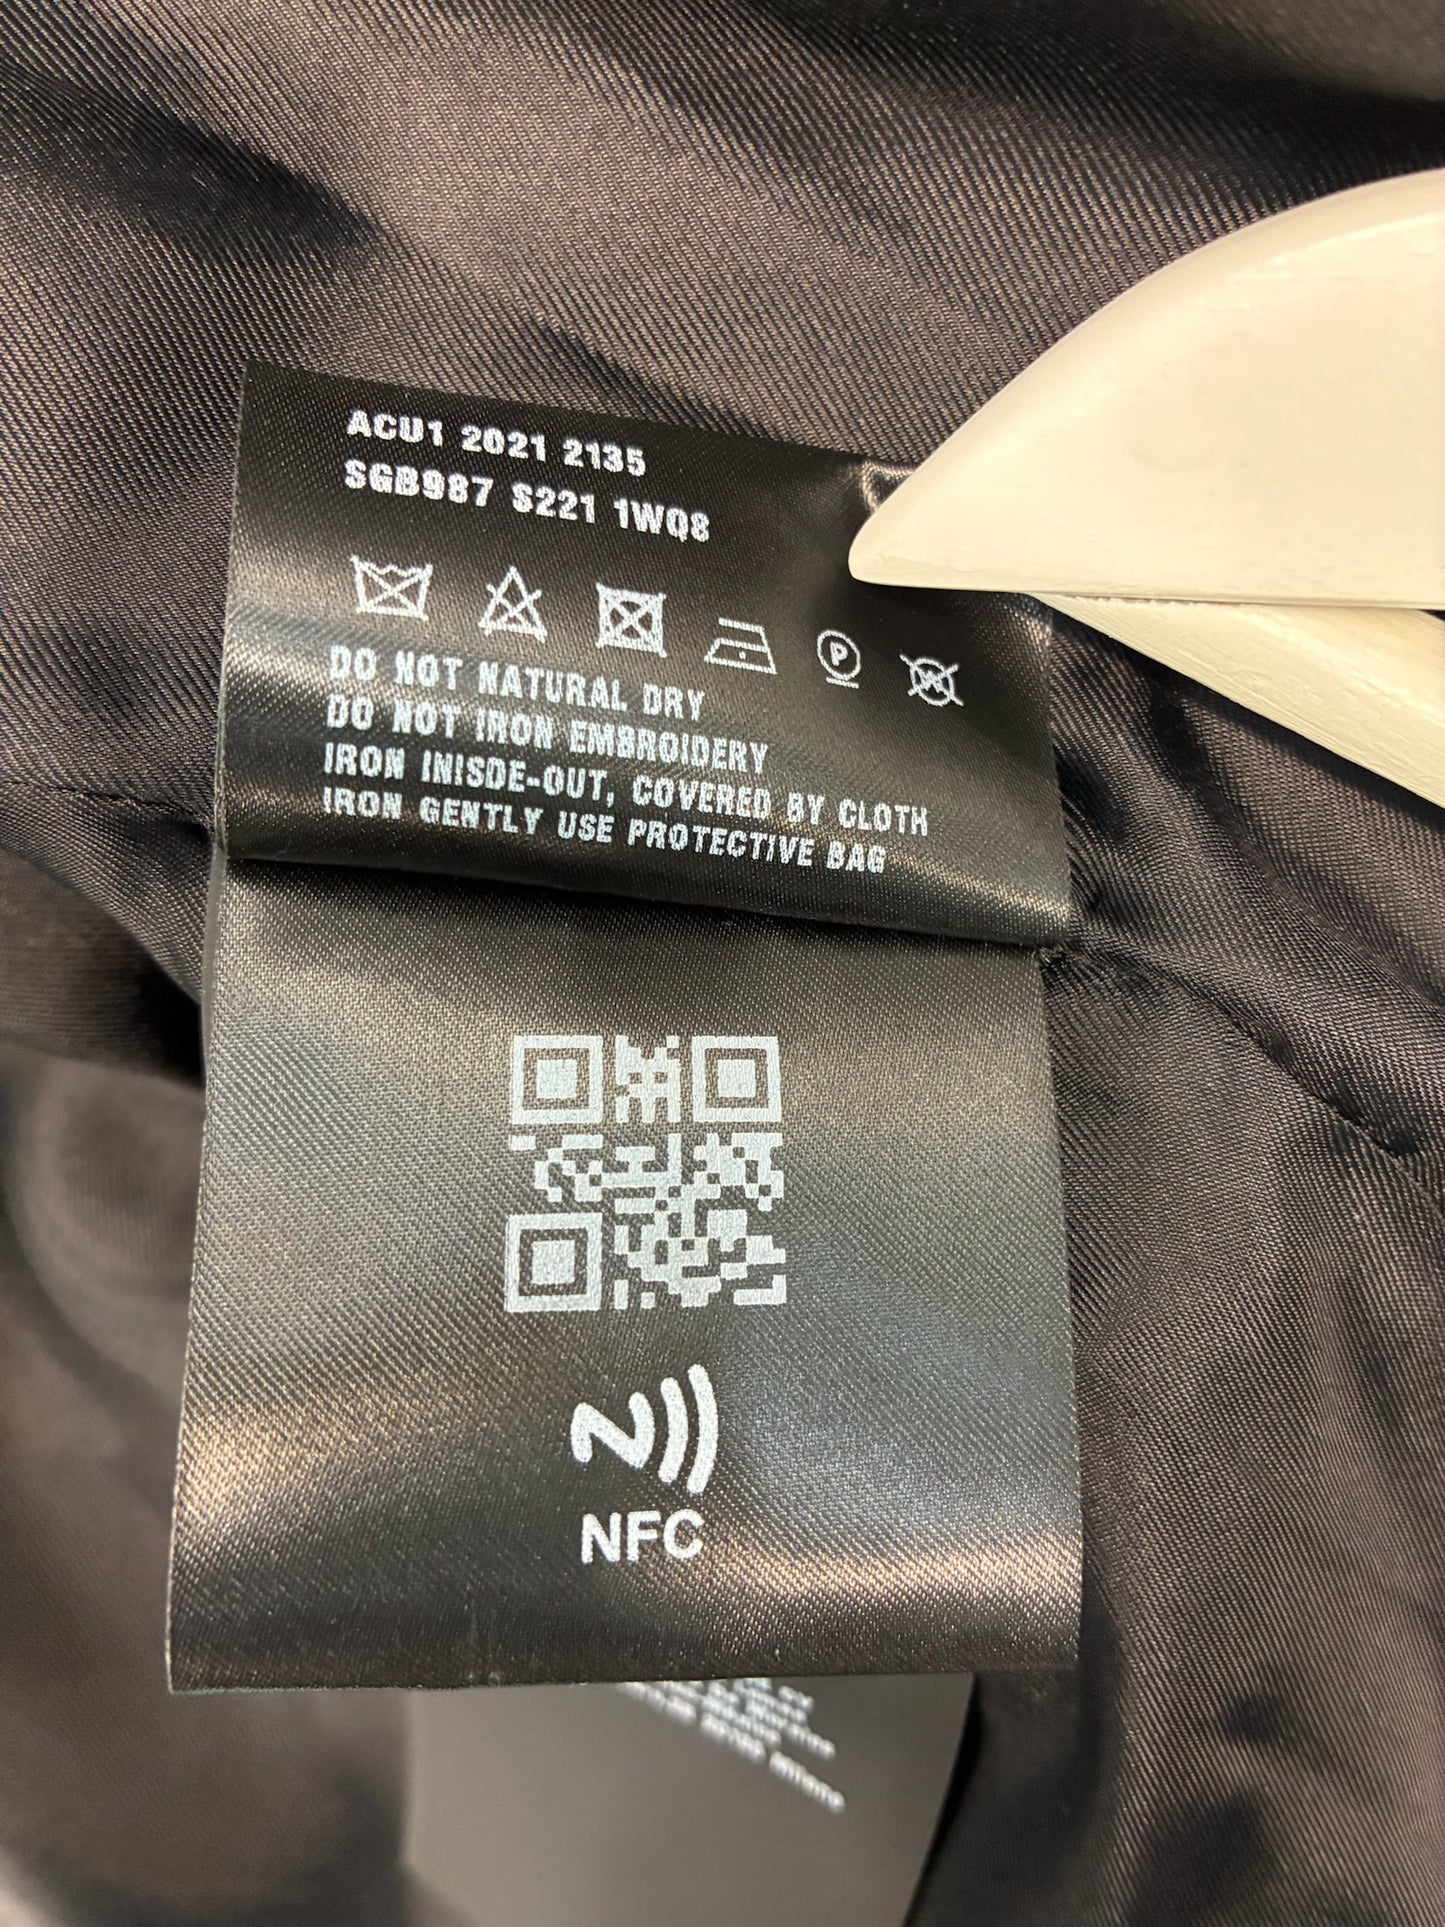 ACU1 2021 2135
SGB987 S221 1WQ8
P
W
DO NOT NATURAL DRY
DO NOT IRON EMBROIDERY
IRON INISDE-OUT, COVERED BY CLOTH
IRON GENTLY USE PROTECTIVE BAG
NFC